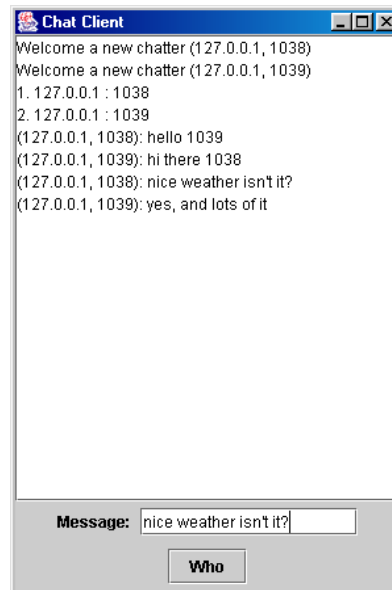 Chat Client
Welcome a new chatter (127.0.0.1, 1038)
Welcome a new chatter (127.0.0.1, 1039)
1. 127.0.0.1 : 1038
2. 127.0.0.1 : 1039
(127.0.0.1, 1038): hello 1039
(127.0.0.1, 1039): hi there 1038
(127.0.0.1, 1038): nice weather isn't it?
(127.0.0.1, 1039): yes, and lots of it
Message: nice weather isn't it?
Who